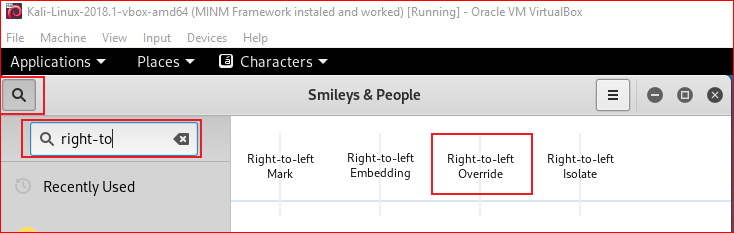 Kali-Linux-2018.1-vbox-amd64 (MINM Framework instaled and worked) [Running] - Oracle VM VirtualBox
File Machine View Input Devices Help
Applications Places á Characters
Smileys & People
right-to
Recently Used
Right-to-left Mark
Right-to-left Embedding
Right-to-left Override
Right-to-left Isolate